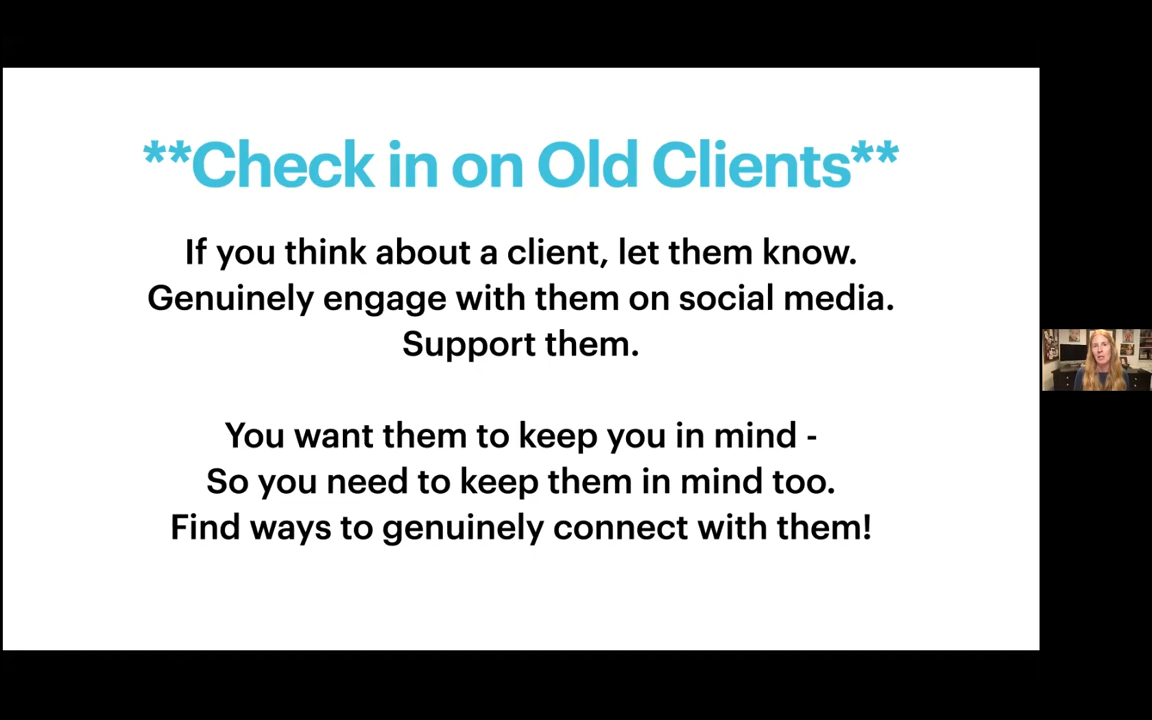 **Check in on Old Clients**
If you think about a client, let them know.
Genuinely engage with them on social media.
Support them.
You want them to keep you in mind -
So you need to keep them in mind too.
Find ways to genuinely connect with them!